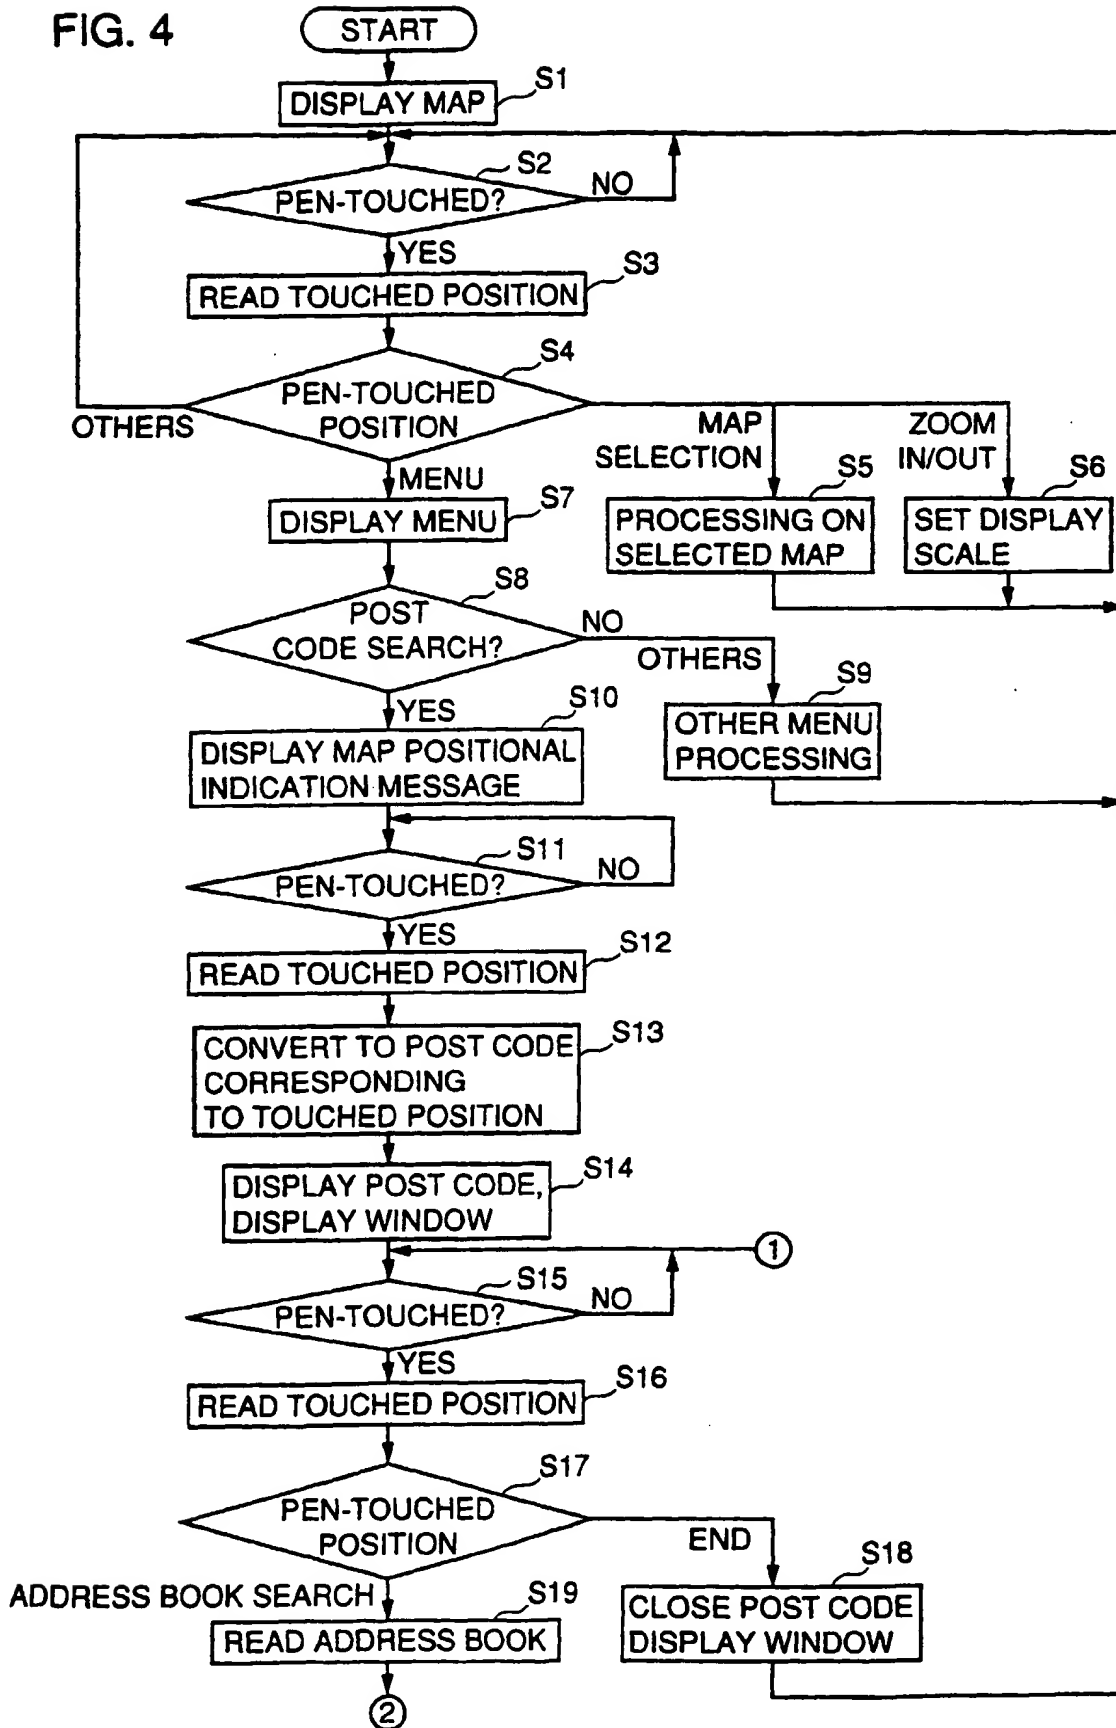 FIG. 4
START
S1
DISPLAY MAP
S2
PEN-TOUCHED?
NO
YES
S3
READ TOUCHED POSITION
S4
PEN-TOUCHED
POSITION
OTHERS
MAP
SELECTION
ZOOM
IN/OUT
MENU
S7
DISPLAY MENU
S5
PROCESSING ON
SELECTED MAP
S6
SET DISPLAY
SCALE
S8
POST
CODE SEARCH?
NO
OTHERS
YES
S9
OTHER MENU
PROCESSING
S10
DISPLAY MAP POSITIONAL
INDICATION MESSAGE
S11
PEN-TOUCHED?
NO
YES
S12
READ TOUCHED POSITION
S13
CONVERT TO POST CODE
CORRESPONDING
TO TOUCHED POSITION
S14
DISPLAY POST CODE,
DISPLAY WINDOW
1
S15
PEN-TOUCHED?
NO
YES
S16
READ TOUCHED POSITION
S17
PEN-TOUCHED
POSITION
END
ADDRESS BOOK SEARCH
S18
CLOSE POST CODE
DISPLAY WINDOW
S19
READ ADDRESS BOOK
2